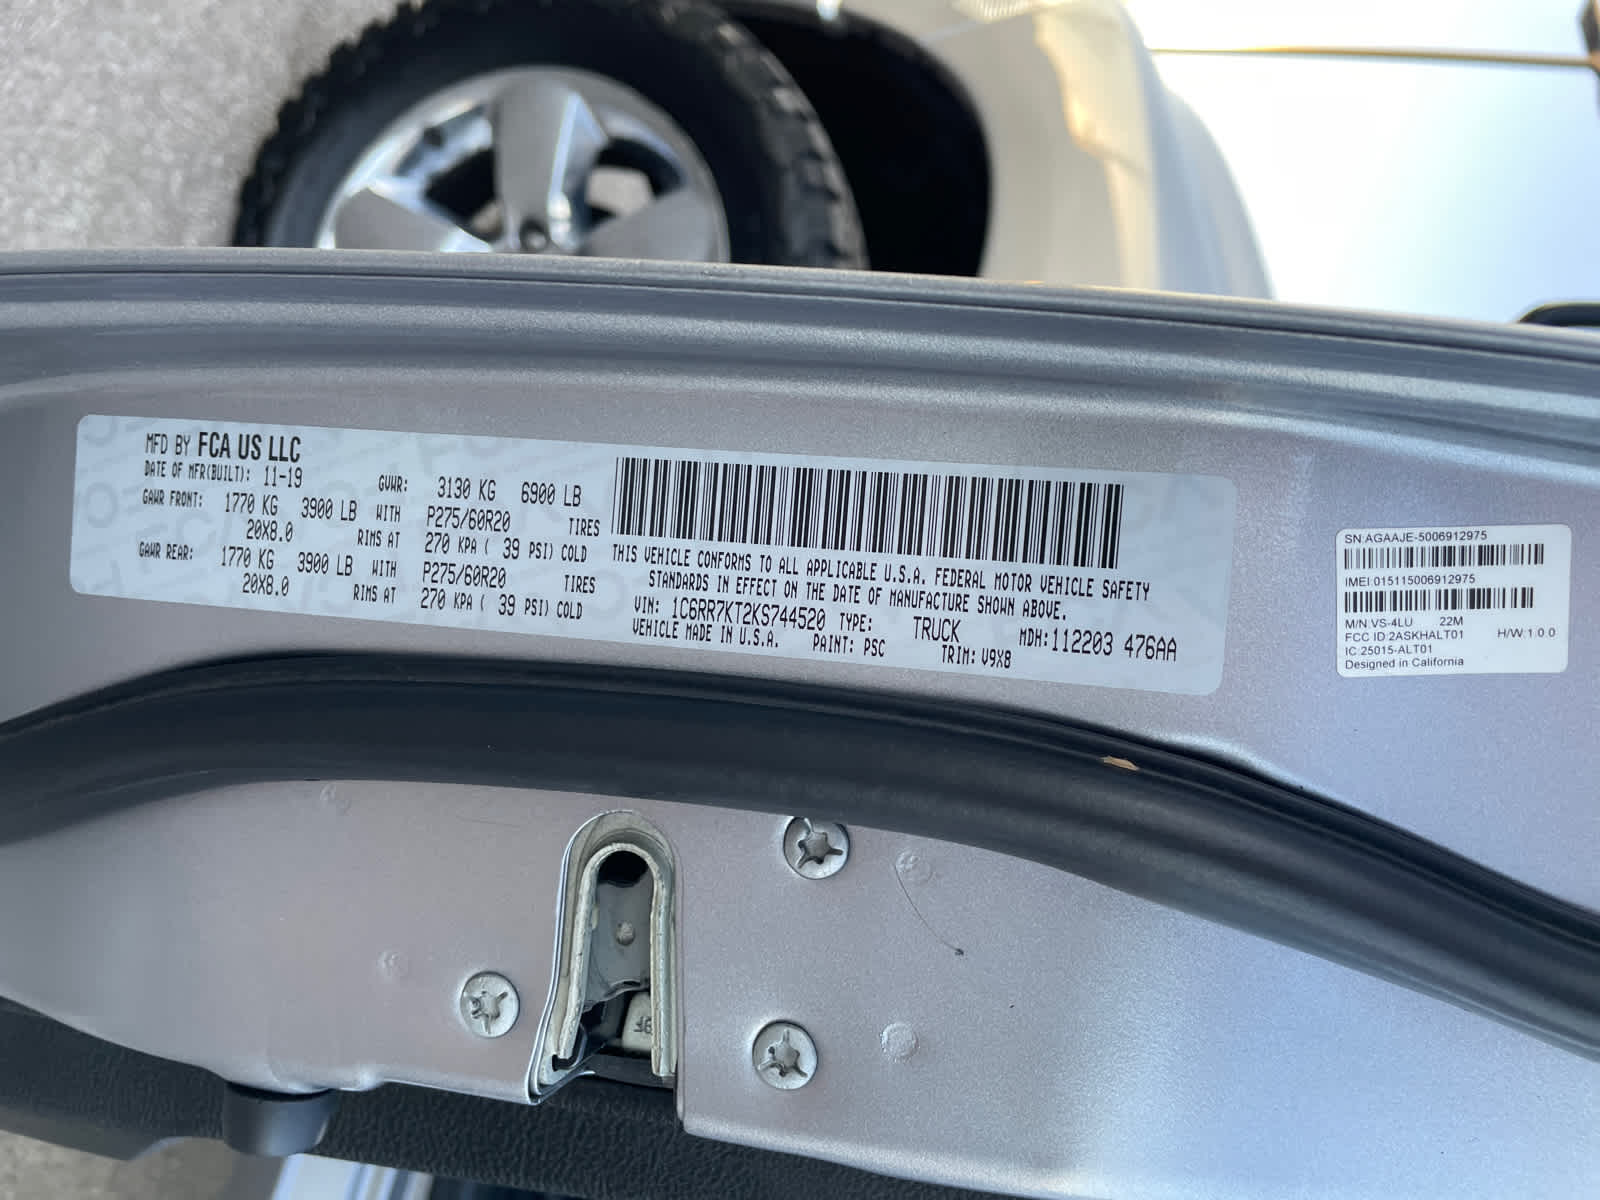 MFD BY FCA US LLC
DATE OF MFR(BUILT): 11-19 GVWR: 3130 KG 6900 LB
GAWR FRONT: 1770 KG 3900 LB WITH P275/60R20 TIRES
20X8.0 RIMS AT 270 KPA ( 39 PSI) COLD
GAWR REAR: 1770 KG 3900 LB WITH P275/60R20 TIRES
20X8.0 RIMS AT 270 KPA ( 39 PSI) COLD
THIS VEHICLE CONFORMS TO ALL APPLICABLE U.S.A. FEDERAL MOTOR VEHICLE SAFETY
STANDARDS IN EFFECT ON THE DATE OF MANUFACTURE SHOWN ABOVE.
VIN: 1C6RR7KT2KS744520 TYPE: TRUCK MDH:112203 476AA
VEHICLE MADE IN U.S.A. PAINT: PSC TRIM: V9X8
SN:AGAAJE-5006912975
IMEI:015115006912975
M/N:VS-4LU 22M
FCC ID:2ASKHALT01 H/W:1.0.0
IC:25015-ALT01
Designed in California